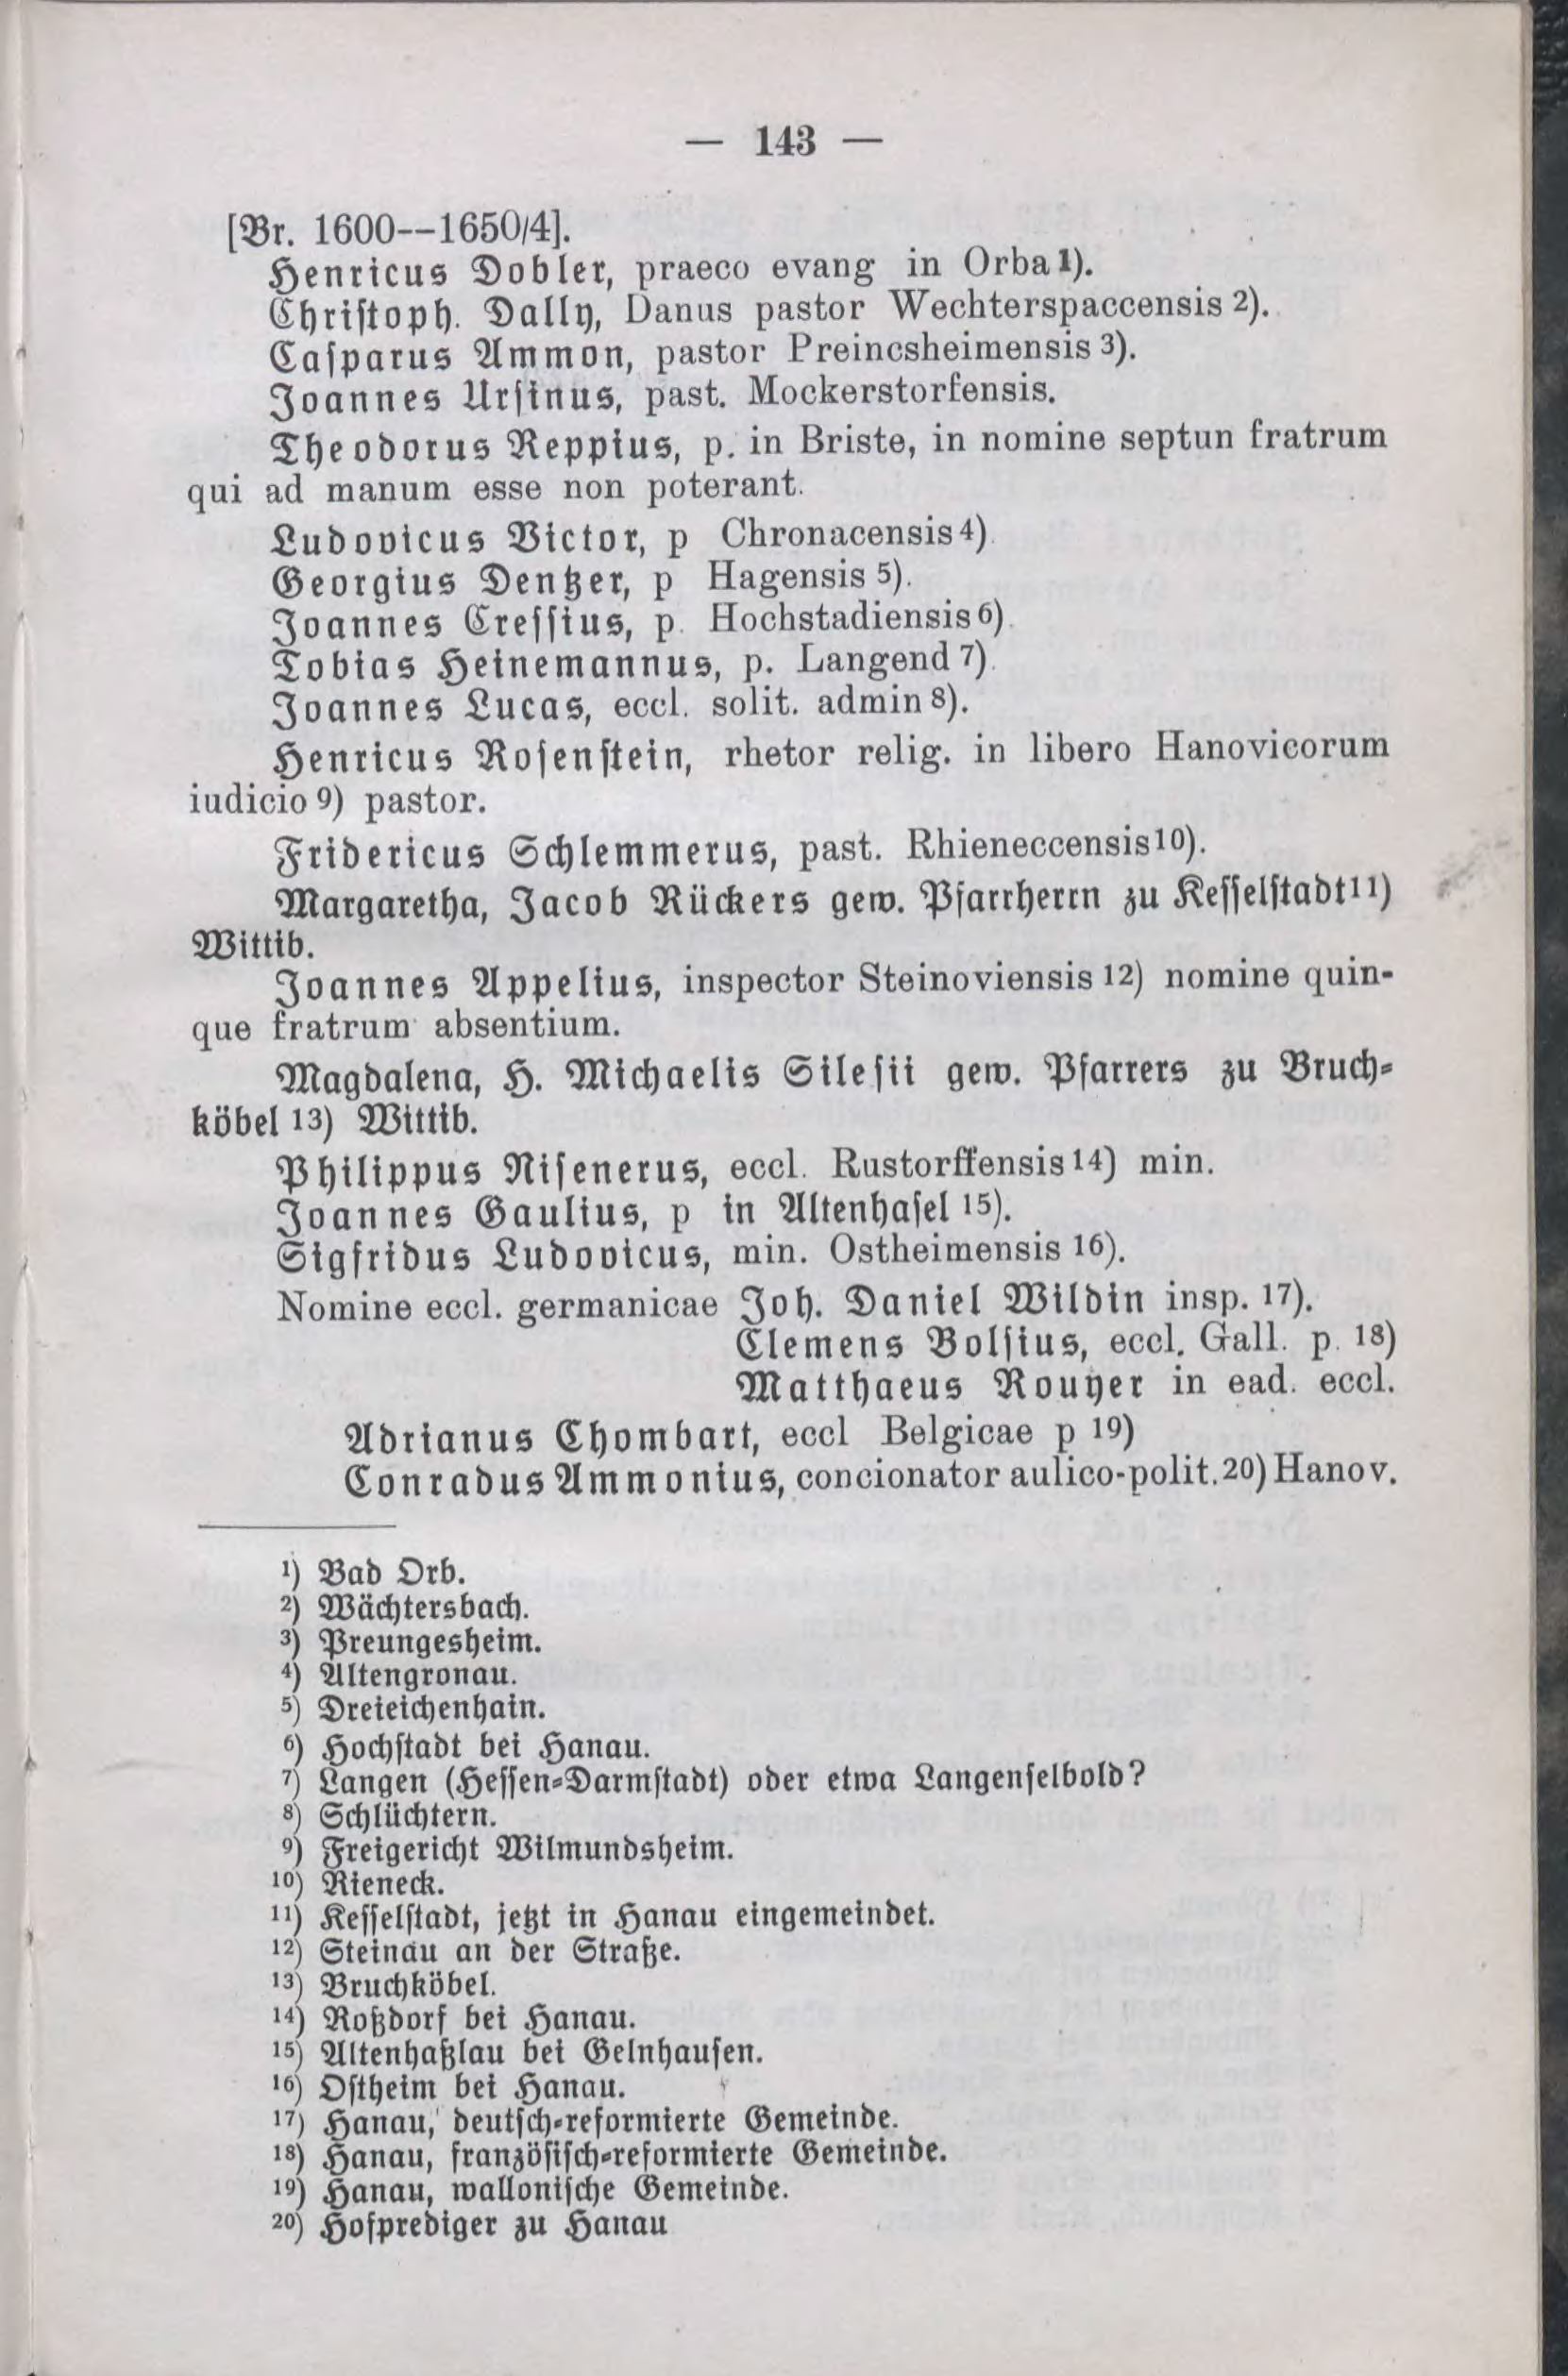 — 143 —
[Br. 1600--1650/4].
Henricus Dobler, praeco evang in Orba 1).
Christoph. Dally, Danus pastor Wechterspaccensis 2).
Casparus Ammon, pastor Preincsheimensis 3).
Joannes Ursinus, past. Mockerstorfensis.
Theodorus Reppius, p. in Briste, in nomine septun fratrum
qui ad manum esse non poterant.
Ludovicus Victor, p Chronacensis 4).
Georgius Dentzer, p Hagensis 5).
Joannes Cressius, p. Hochstadiensis 6).
Tobias Heinemannus, p. Langend 7).
Joannes Lucas, eccl. solit. admin 8).
Henricus Rosenstein, rhetor relig. in libero Hanovicorum
iudicio 9) pastor.
Fridericus Schlemmerus, past. Rhieneccensis 10).
Margaretha, Jacob Rückers gew. Pfarrherrn zu Kesselstadt 11)
Wittib.
Joannes Appelius, inspector Steinoviensis 12) nomine quin-
que fratrum absentium.
Magdalena, H. Michaelis Silesii gew. Pfarrers zu Bruch-
köbel 13) Wittib.
Philippus Nisenerus, eccl. Rustorffensis 14) min.
Joannes Gaulius, p in Altenhasel 15).
Sigfridus Ludovicus, min. Ostheimensis 16).
Nomine eccl. germanicae Joh. Daniel Wildin insp. 17).
Clemens Bolsius, eccl. Gall. p. 18)
Matthaeus Rouyer in ead. eccl.
Adrianus Chombart, eccl Belgicae p 19)
Conradus Ammonius, concionator aulico-polit. 20) Hanov.
1) Bad Orb.
2) Wächtersbach.
3) Preungesheim.
4) Altengronau.
5) Dreieichenhain.
6) Hochstadt bei Hanau.
7) Langen (Hessen-Darmstadt) oder etwa Langenselbold?
8) Schlüchtern.
9) Freigericht Wilmundsheim.
10) Rieneck.
11) Kesselstadt, jetzt in Hanau eingemeindet.
12) Steinau an der Straße.
13) Bruchköbel.
14) Roßdorf bei Hanau.
15) Altenhaßlau bei Gelnhausen.
16) Ostheim bei Hanau.
17) Hanau, deutsch-reformierte Gemeinde.
18) Hanau, französisch-reformierte Gemeinde.
19) Hanau, wallonische Gemeinde.
20) Hofprediger zu Hanau